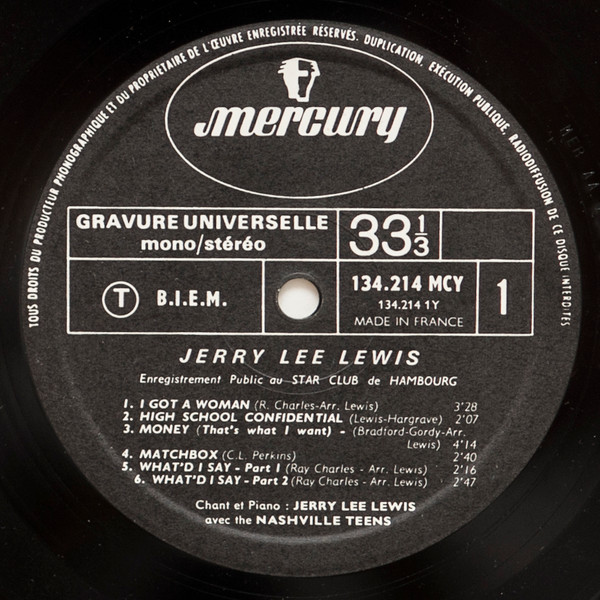 TOUS DROITS DU PRODUCTEUR PHONOGRAPHIQUE ET DU PROPRIETAIRE DE L'ŒUVRE ENREGISTRÉE RÉSERVÉS. DUPLICATION, EXÉCUTION PUBLIQUE, RADIODIFFUSION DE CE DISQUE INTERDITES
mercury
GRAVURE UNIVERSELLE
mono/stéréo
33 1/3
T B.I.E.M.
134.214 MCY
134.214 1Y
MADE IN FRANCE
1
JERRY LEE LEWIS
Enregistrement Public au STAR CLUB de HAMBOURG
1. I GOT A WOMAN (R. Charles-Arr. Lewis) 3'28
2. HIGH SCHOOL CONFIDENTIAL (Lewis-Hargrave) 2'07
3. MONEY (That's what I want) - (Bradford-Gordy-Arr.
Lewis) 4'14
4. MATCHBOX (C.L. Perkins) 2'40
5. WHAT'D I SAY - Part 1 (Ray Charles - Arr. Lewis) 2'16
6. WHAT'D I SAY - Part 2 (Ray Charles - Arr. Lewis) 2'47
Chant et Piano : JERRY LEE LEWIS
avec the NASHVILLE TEENS